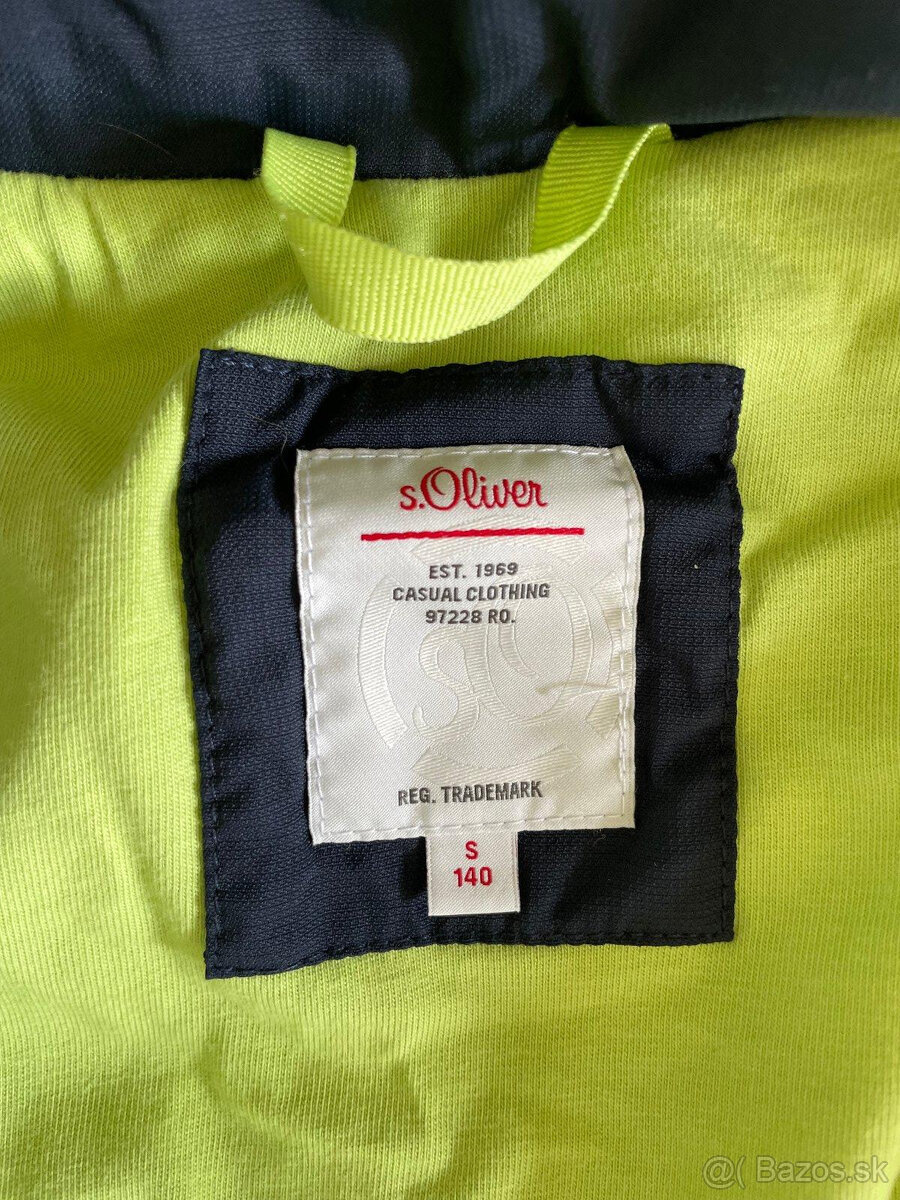 s.Oliver
EST. 1969
CASUAL CLOTHING
97228 RO.
REG. TRADEMARK
S
140
@( Bazos.sk